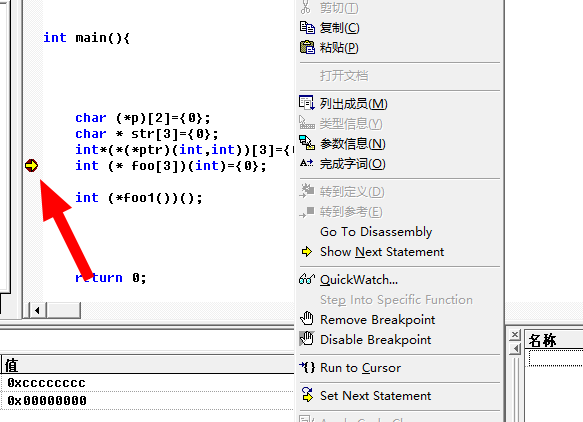 剪切(T)
复制(C)
粘贴(P)
打开文档
列出成员(M)
类型信息(Y)
参数信息(N)
完成字词(O)
转到定义(D)
转到参考(E)
Go To Disassembly
Show Next Statement
QuickWatch...
Step Into Specific Function
Remove Breakpoint
Disable Breakpoint
Run to Cursor
Set Next Statement
int main(){
char (*p)[2]={0};
char * str[3]={0};
int*(*(*ptr)(int,int))[3]={
int (* foo[3])(int)={0};
int (*foo1())();
return 0;
值
0xcccccccc
0x00000000
名称